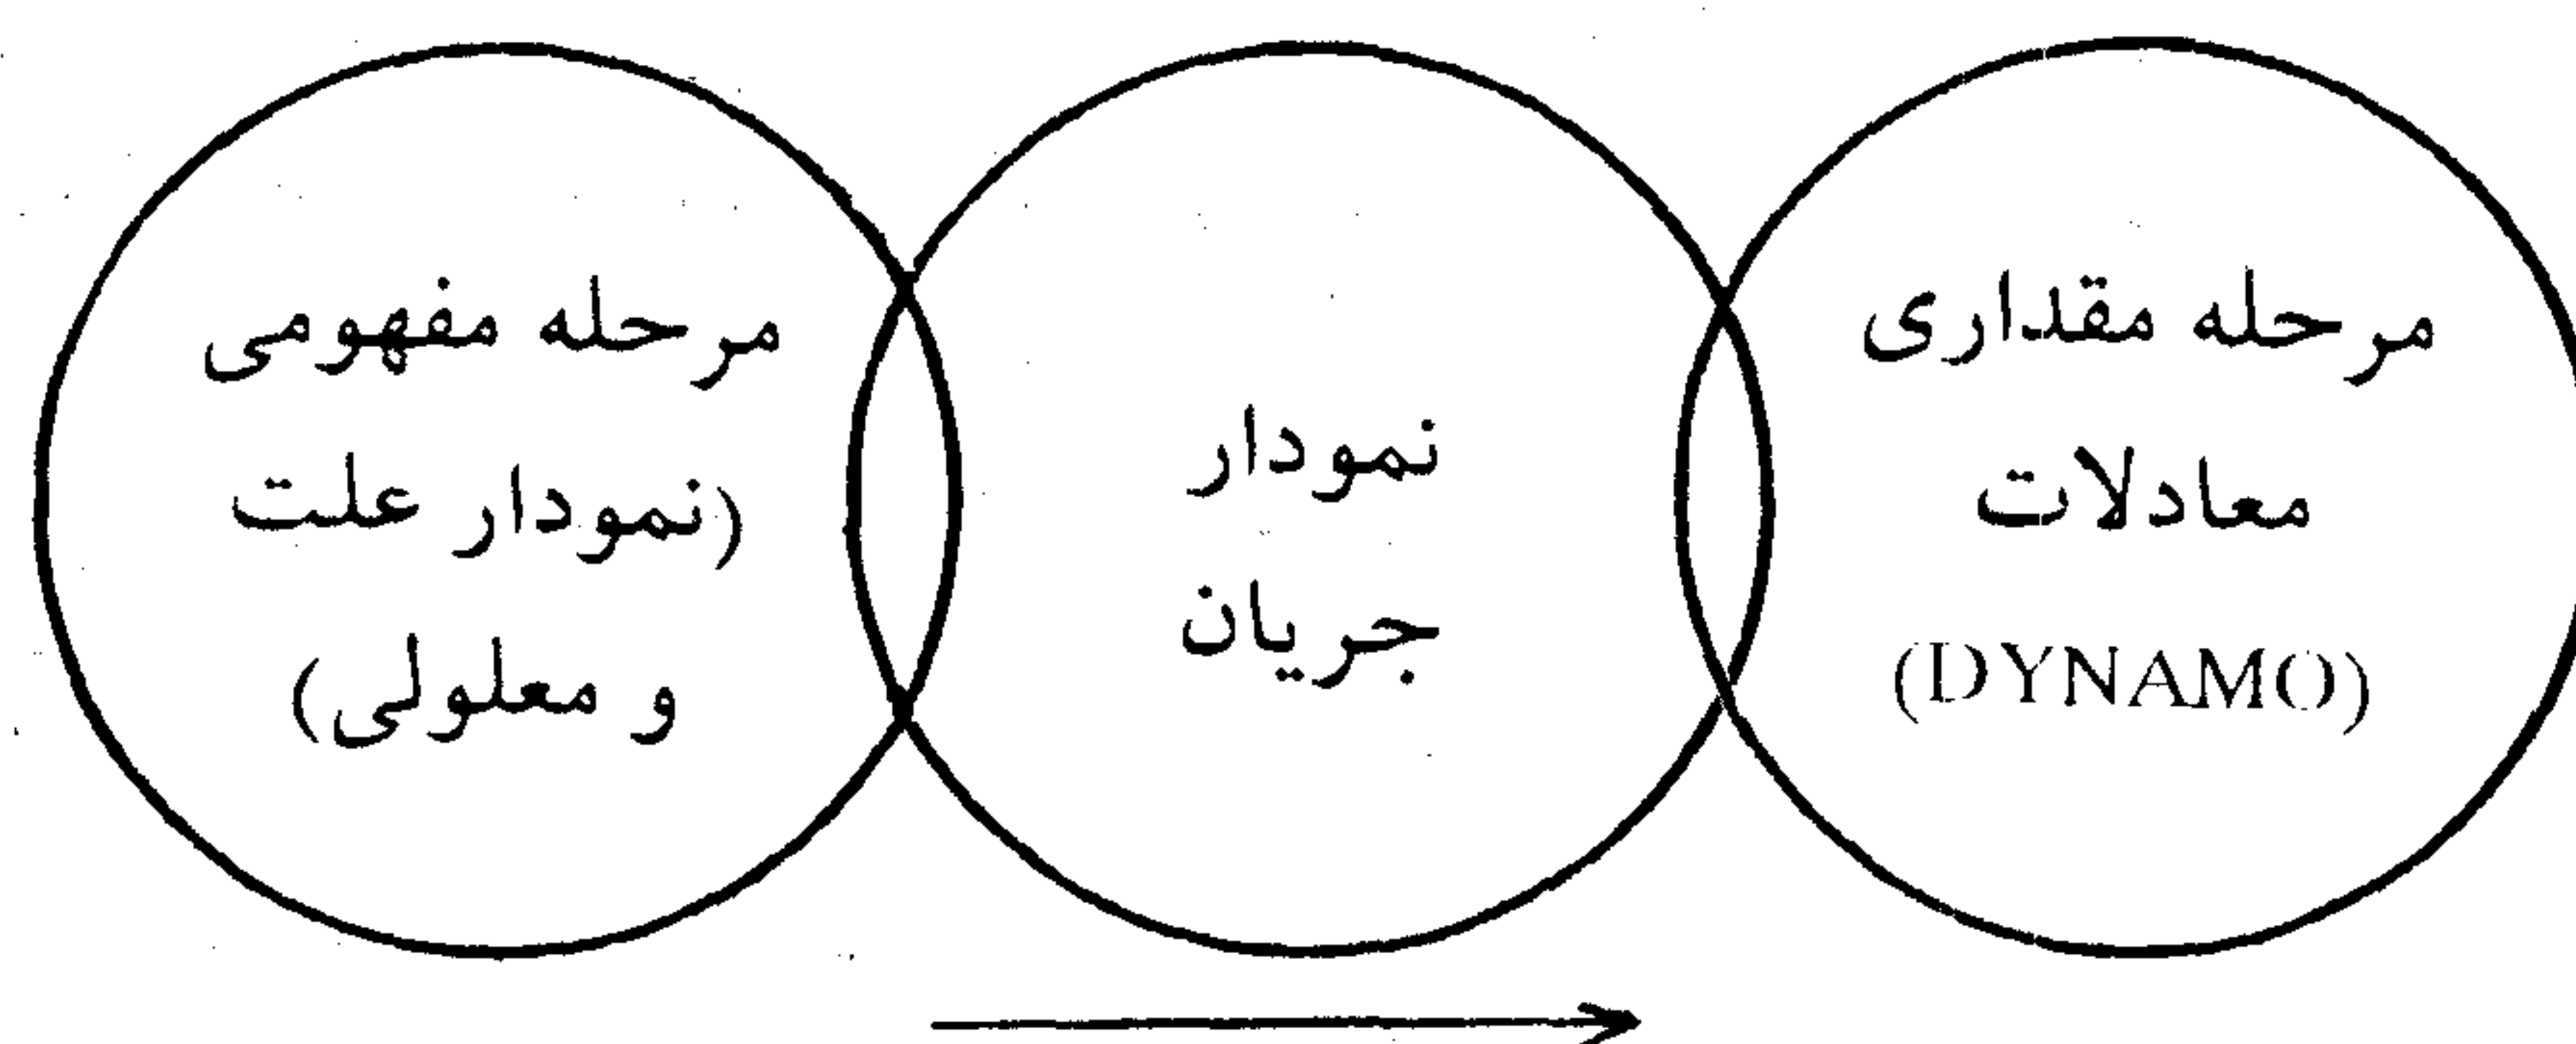 مرحله مفهومی
(نمودار علت
و معلولی)
نمودار
جریان
مرحله مقداری
معادلات
(DYNAMO)